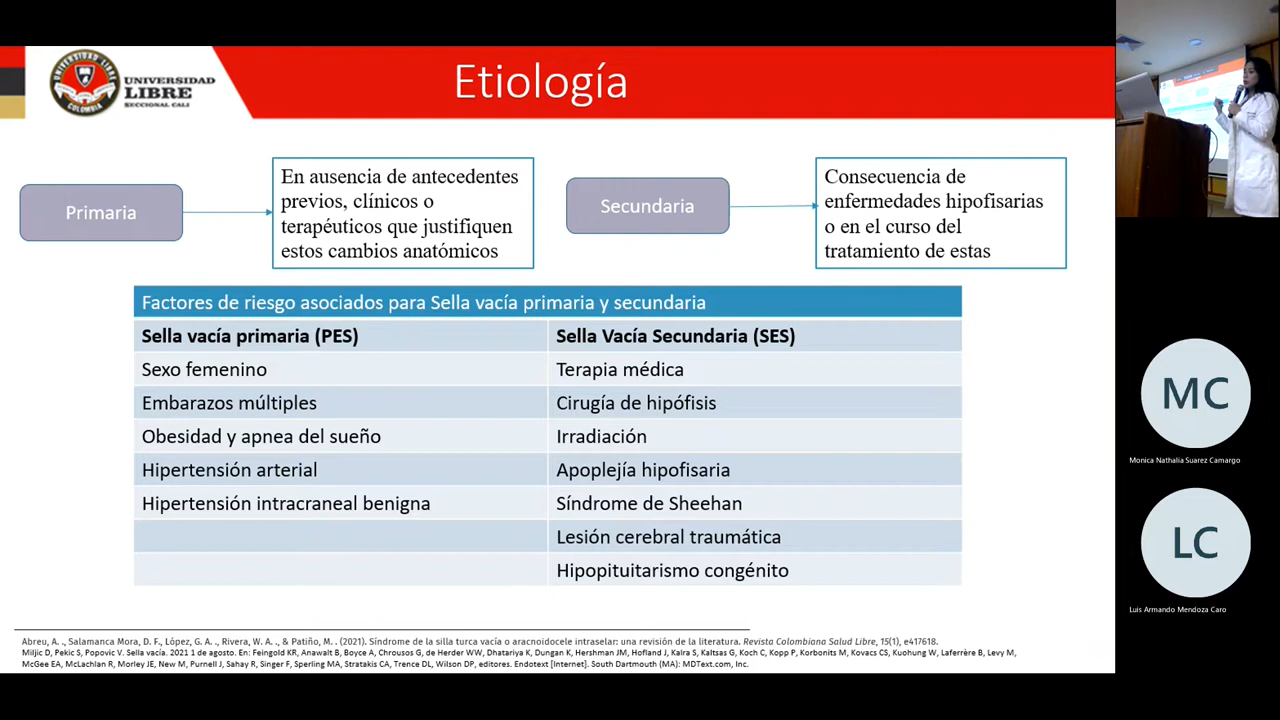 UNIVERSIDAD
LIBRE
SECCIONAL CALI
Etiología
Primaria
En ausencia de antecedentes
previos, clínicos o
terapéuticos que justifiquen
estos cambios anatómicos
Secundaria
Consecuencia de
enfermedades hipofisarias
o en el curso del
tratamiento de estas
Factores de riesgo asociados para Sella vacía primaria y secundaria
Sella vacía primaria (PES) Sella Vacía Secundaria (SES)
Sexo femenino Terapia médica
Embarazos múltiples Cirugía de hipófisis
Obesidad y apnea del sueño Irradiación
Hipertensión arterial Apoplejía hipofisaria
Hipertensión intracraneal benigna Síndrome de Sheehan
Lesión cerebral traumática
Hipopituitarismo congénito
Abreu, A. ., Salamanca Mora, D. F., López, G. A. ., Rivera, W. A. ., & Patiño, M. . (2021). Síndrome de la silla turca vacía o aracnoidocele intraselar: una revisión de la literatura. Revista Colombiana Salud Libre, 15(1), e417618.
Miljic D, Pekic S, Popovic V. Sella vacía. 2021 1 de agosto. En: Feingold KR, Anawalt B, Boyce A, Chrousos G, de Herder WW, Dhatariya K, Dungan K, Hershman JM, Hofland J, Kalra S, Kaltsas G, Koch C, Kopp P, Korbonits M, Kovacs CS, Kuohung W, Laferrère B, Levy M,
McGee EA, McLachlan R, Morley JE, New M, Purnell J, Sahay R, Singer F, Sperling MA, Stratakis CA, Trence DL, Wilson DP, editores. Endotext [Internet]. South Dartmouth (MA): MDText.com, Inc.
MC
Monica Nathalia Suarez Camargo
LC
Luis Armando Mendoza Caro